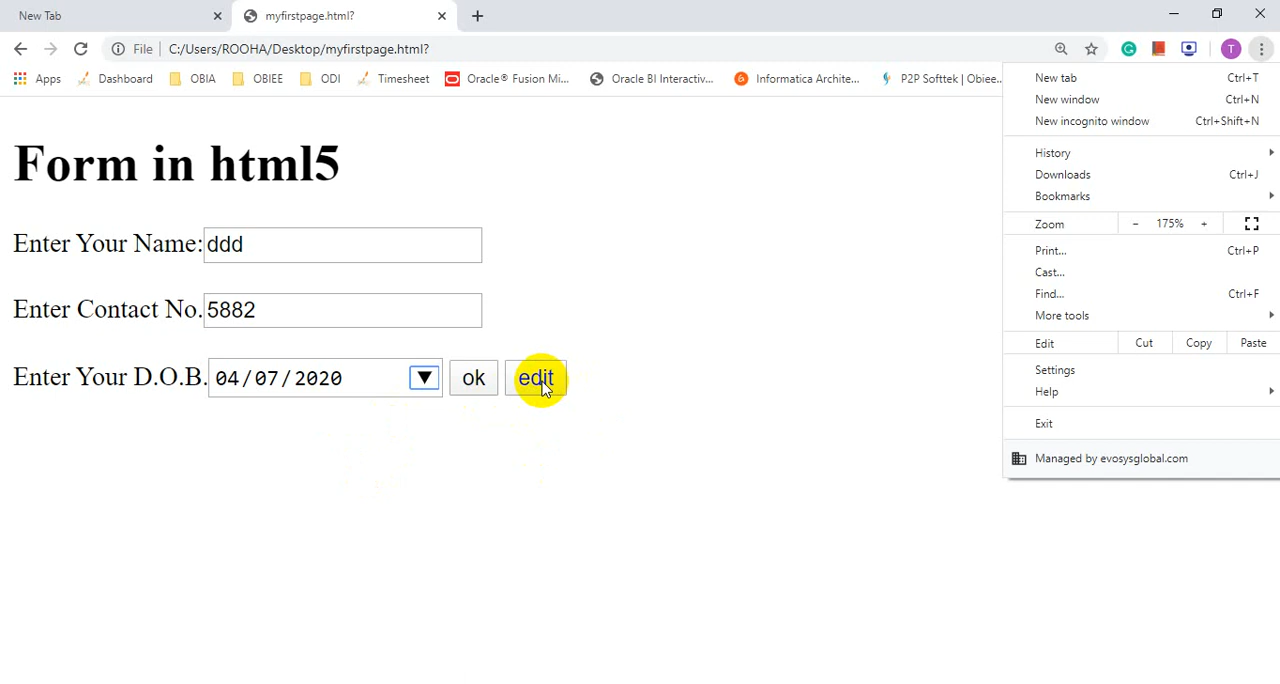 New Tab
myfirstpage.html?
File
C:/Users/ROOHA/Desktop/myfirstpage.html?
T
Apps
Dashboard
OBIA
OBIEE
ODI
Timesheet
Oracle® Fusion Mi...
Oracle BI Interactiv...
Informatica Archite...
P2P Softtek | Obiee...
Form in html5
Enter Your Name: ddd
Enter Contact No. 5882
Enter Your D.O.B. 04/07/2020 ok edit
New tab Ctrl+T
New window Ctrl+N
New incognito window Ctrl+Shift+N
History
Downloads Ctrl+J
Bookmarks
Zoom - 175% +
Print... Ctrl+P
Cast...
Find... Ctrl+F
More tools
Edit Cut Copy Paste
Settings
Help
Exit
Managed by evosysglobal.com